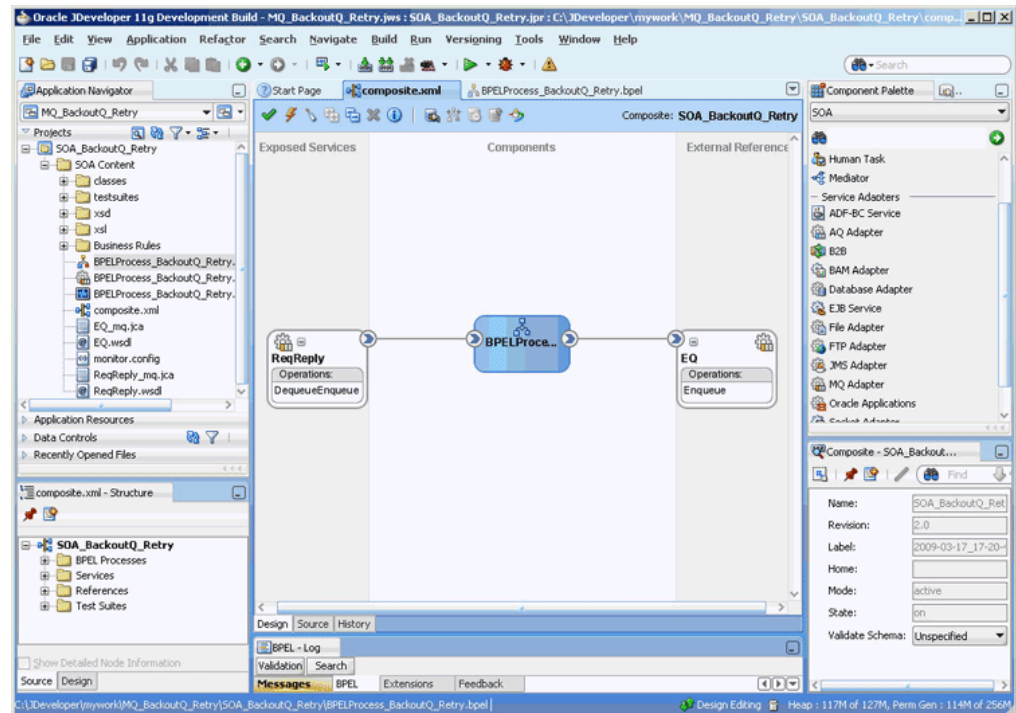 Oracle JDeveloper 11g Development Build - MQ_BackoutQ_Retry.jws : SOA_BackoutQ_Retry.jpr : C:\JDeveloper\mywork\MQ_BackoutQ_Retry\SOA_BackoutQ_Retry\comp...
File Edit View Application Refactor Search Navigate Build Run Versioning Tools Window Help
Search
Application Navigator
MQ_BackoutQ_Retry
Projects
SOA_BackoutQ_Retry
SOA Content
classes
testsuites
xsd
xsl
Business Rules
BPELProcess_BackoutQ_Retry.
BPELProcess_BackoutQ_Retry.
BPELProcess_BackoutQ_Retry.
composite.xml
EQ_mq.jca
EQ.wsdl
monitor.config
ReqReply_mq.jca
ReqReply.wsdl
Application Resources
Data Controls
Recently Opened Files
composite.xml - Structure
SOA_BackoutQ_Retry
BPEL Processes
Services
References
Test Suites
Show Detailed Node Information
Source Design
Start Page composite.xml BPELProcess_BackoutQ_Retry.bpel
Composite: SOA_BackoutQ_Retry
Exposed Services Components External Reference
ReqReply
Operations:
DequeueEnqueue
BPELProce...
EQ
Operations:
Enqueue
Design Source History
BPEL - Log
Validation Search
Messages BPEL Extensions Feedback
Component Palette
SOA
Human Task
Mediator
Service Adapters
ADF-BC Service
AQ Adapter
B2B
BAM Adapter
Database Adapter
EJB Service
File Adapter
FTP Adapter
JMS Adapter
MQ Adapter
Oracle Applications
Socket Adapter
Composite - SOA_Backout...
Find
Name: SOA_BackoutQ_Ret
Revision: 2.0
Label: 2009-03-17_17-20-
Home:
Mode: active
State: on
Validate Schema: Unspecified
C:\JDeveloper\mywork\MQ_BackoutQ_Retry\SOA_BackoutQ_Retry\BPELProcess_BackoutQ_Retry.bpel
Design Editing Heap : 117M of 127M, Perm Gen : 114M of 256M